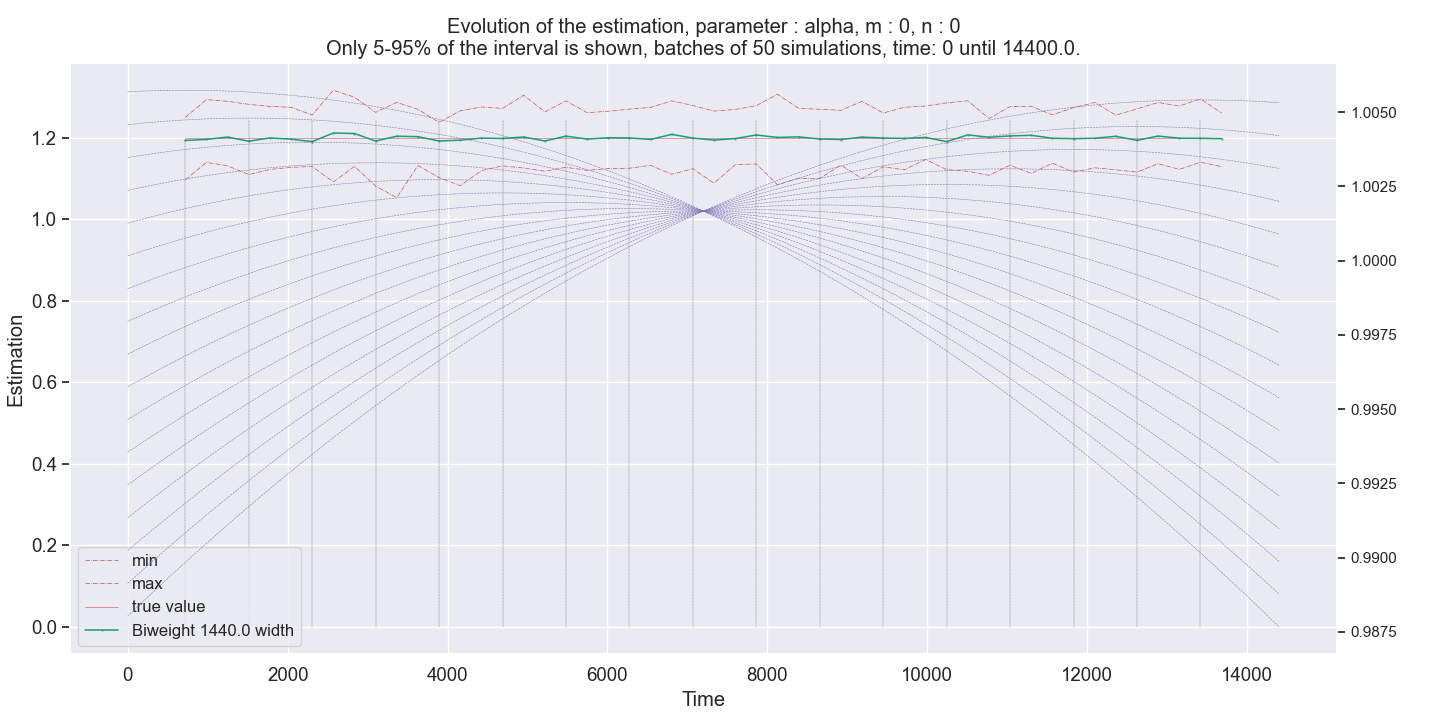 Evolution of the estimation, parameter : alpha, m : 0, n : 0
Only 5-95% of the interval is shown, batches of 50 simulations, time: 0 until 14400.0.
Estimation
1.2
1.0
0.8
0.6
0.4
0.2
0.0
1.0050
1.0025
1.0000
0.9975
0.9950
0.9925
0.9900
0.9875
min
max
true value
Biweight 1440.0 width
0 2000 4000 6000 8000 10000 12000 14000
Time